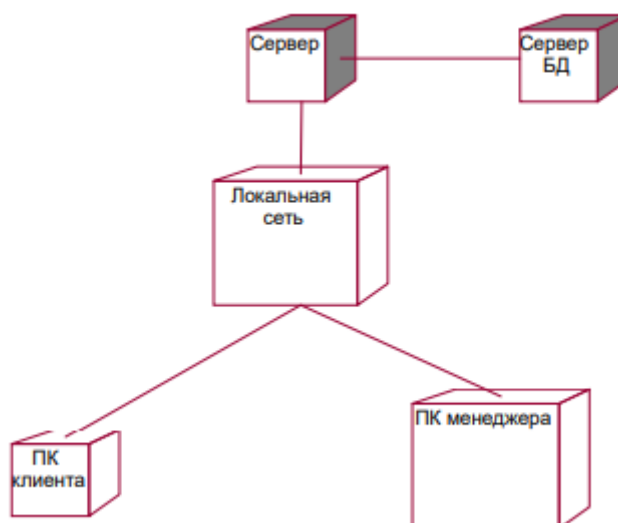 Сервер
Сервер
БД
Локальная
сеть
ПК менеджера
ПК
клиента